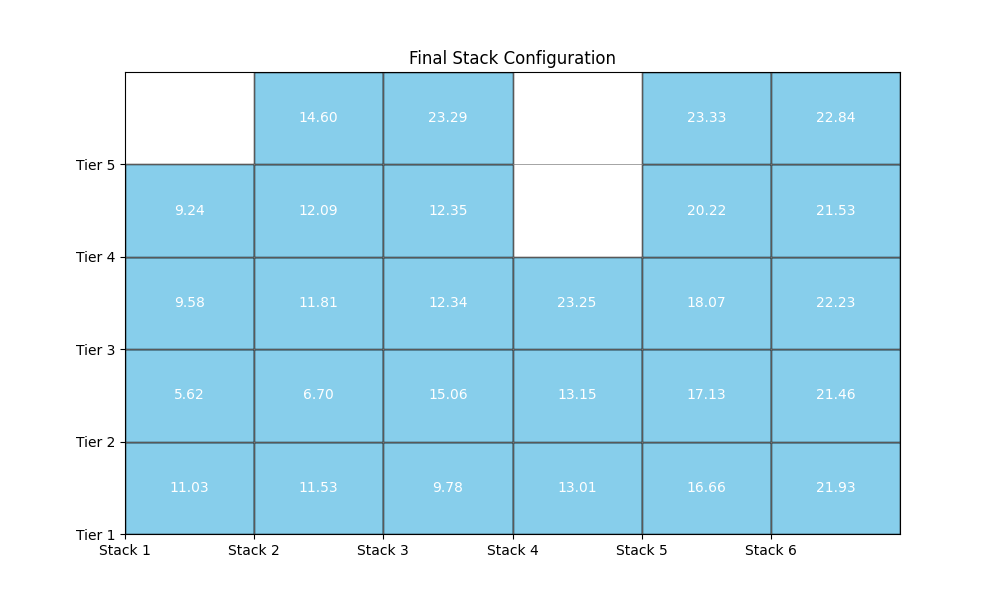 Final Stack Configuration
14.60 23.29 23.33 22.84
Tier 5
9.24 12.09 12.35 20.22 21.53
Tier 4
9.58 11.81 12.34 23.25 18.07 22.23
Tier 3
5.62 6.70 15.06 13.15 17.13 21.46
Tier 2
11.03 11.53 9.78 13.01 16.66 21.93
Tier 1
Stack 1 Stack 2 Stack 3 Stack 4 Stack 5 Stack 6